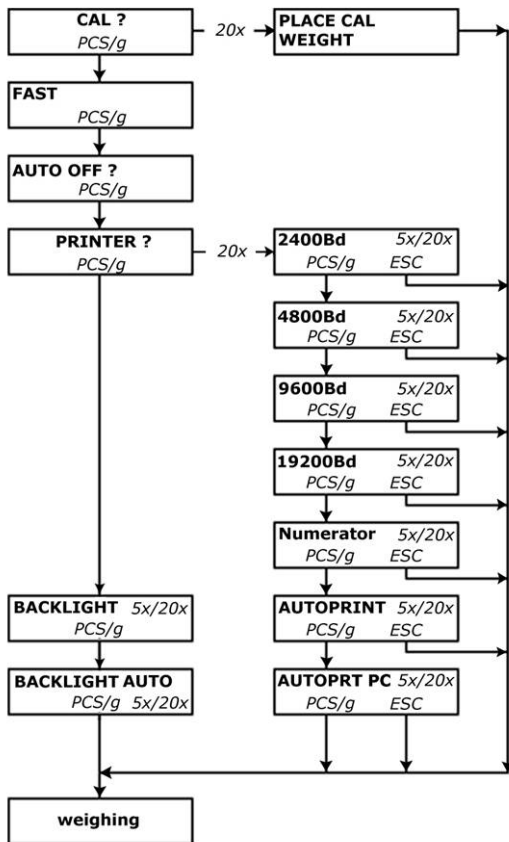 CAL ?
PCS/g
20x
PLACE CAL
WEIGHT
FAST
PCS/g
AUTO OFF ?
PCS/g
PRINTER ?
PCS/g
20x
2400Bd 5x/20x
PCS/g ESC
4800Bd 5x/20x
PCS/g ESC
9600Bd 5x/20x
PCS/g ESC
19200Bd 5x/20x
PCS/g ESC
Numerator 5x/20x
PCS/g ESC
BACKLIGHT 5x/20x
PCS/g
AUTOPRINT 5x/20x
PCS/g ESC
BACKLIGHT AUTO
PCS/g 5x/20x
AUTOPRT PC 5x/20x
PCS/g ESC
weighing